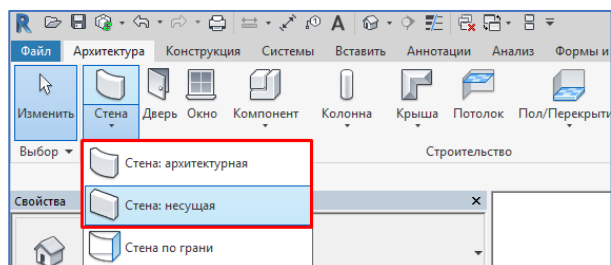 R A
Файл Архитектура Конструкция Системы Вставить Аннотации Анализ Формы и
Изменить Стена Дверь Окно Компонент Колонна Крыша Потолок Пол/Перекрыти
Выбор Строительство
Стена: архитектурная
Свойства
Стена: несущая
Стена по грани